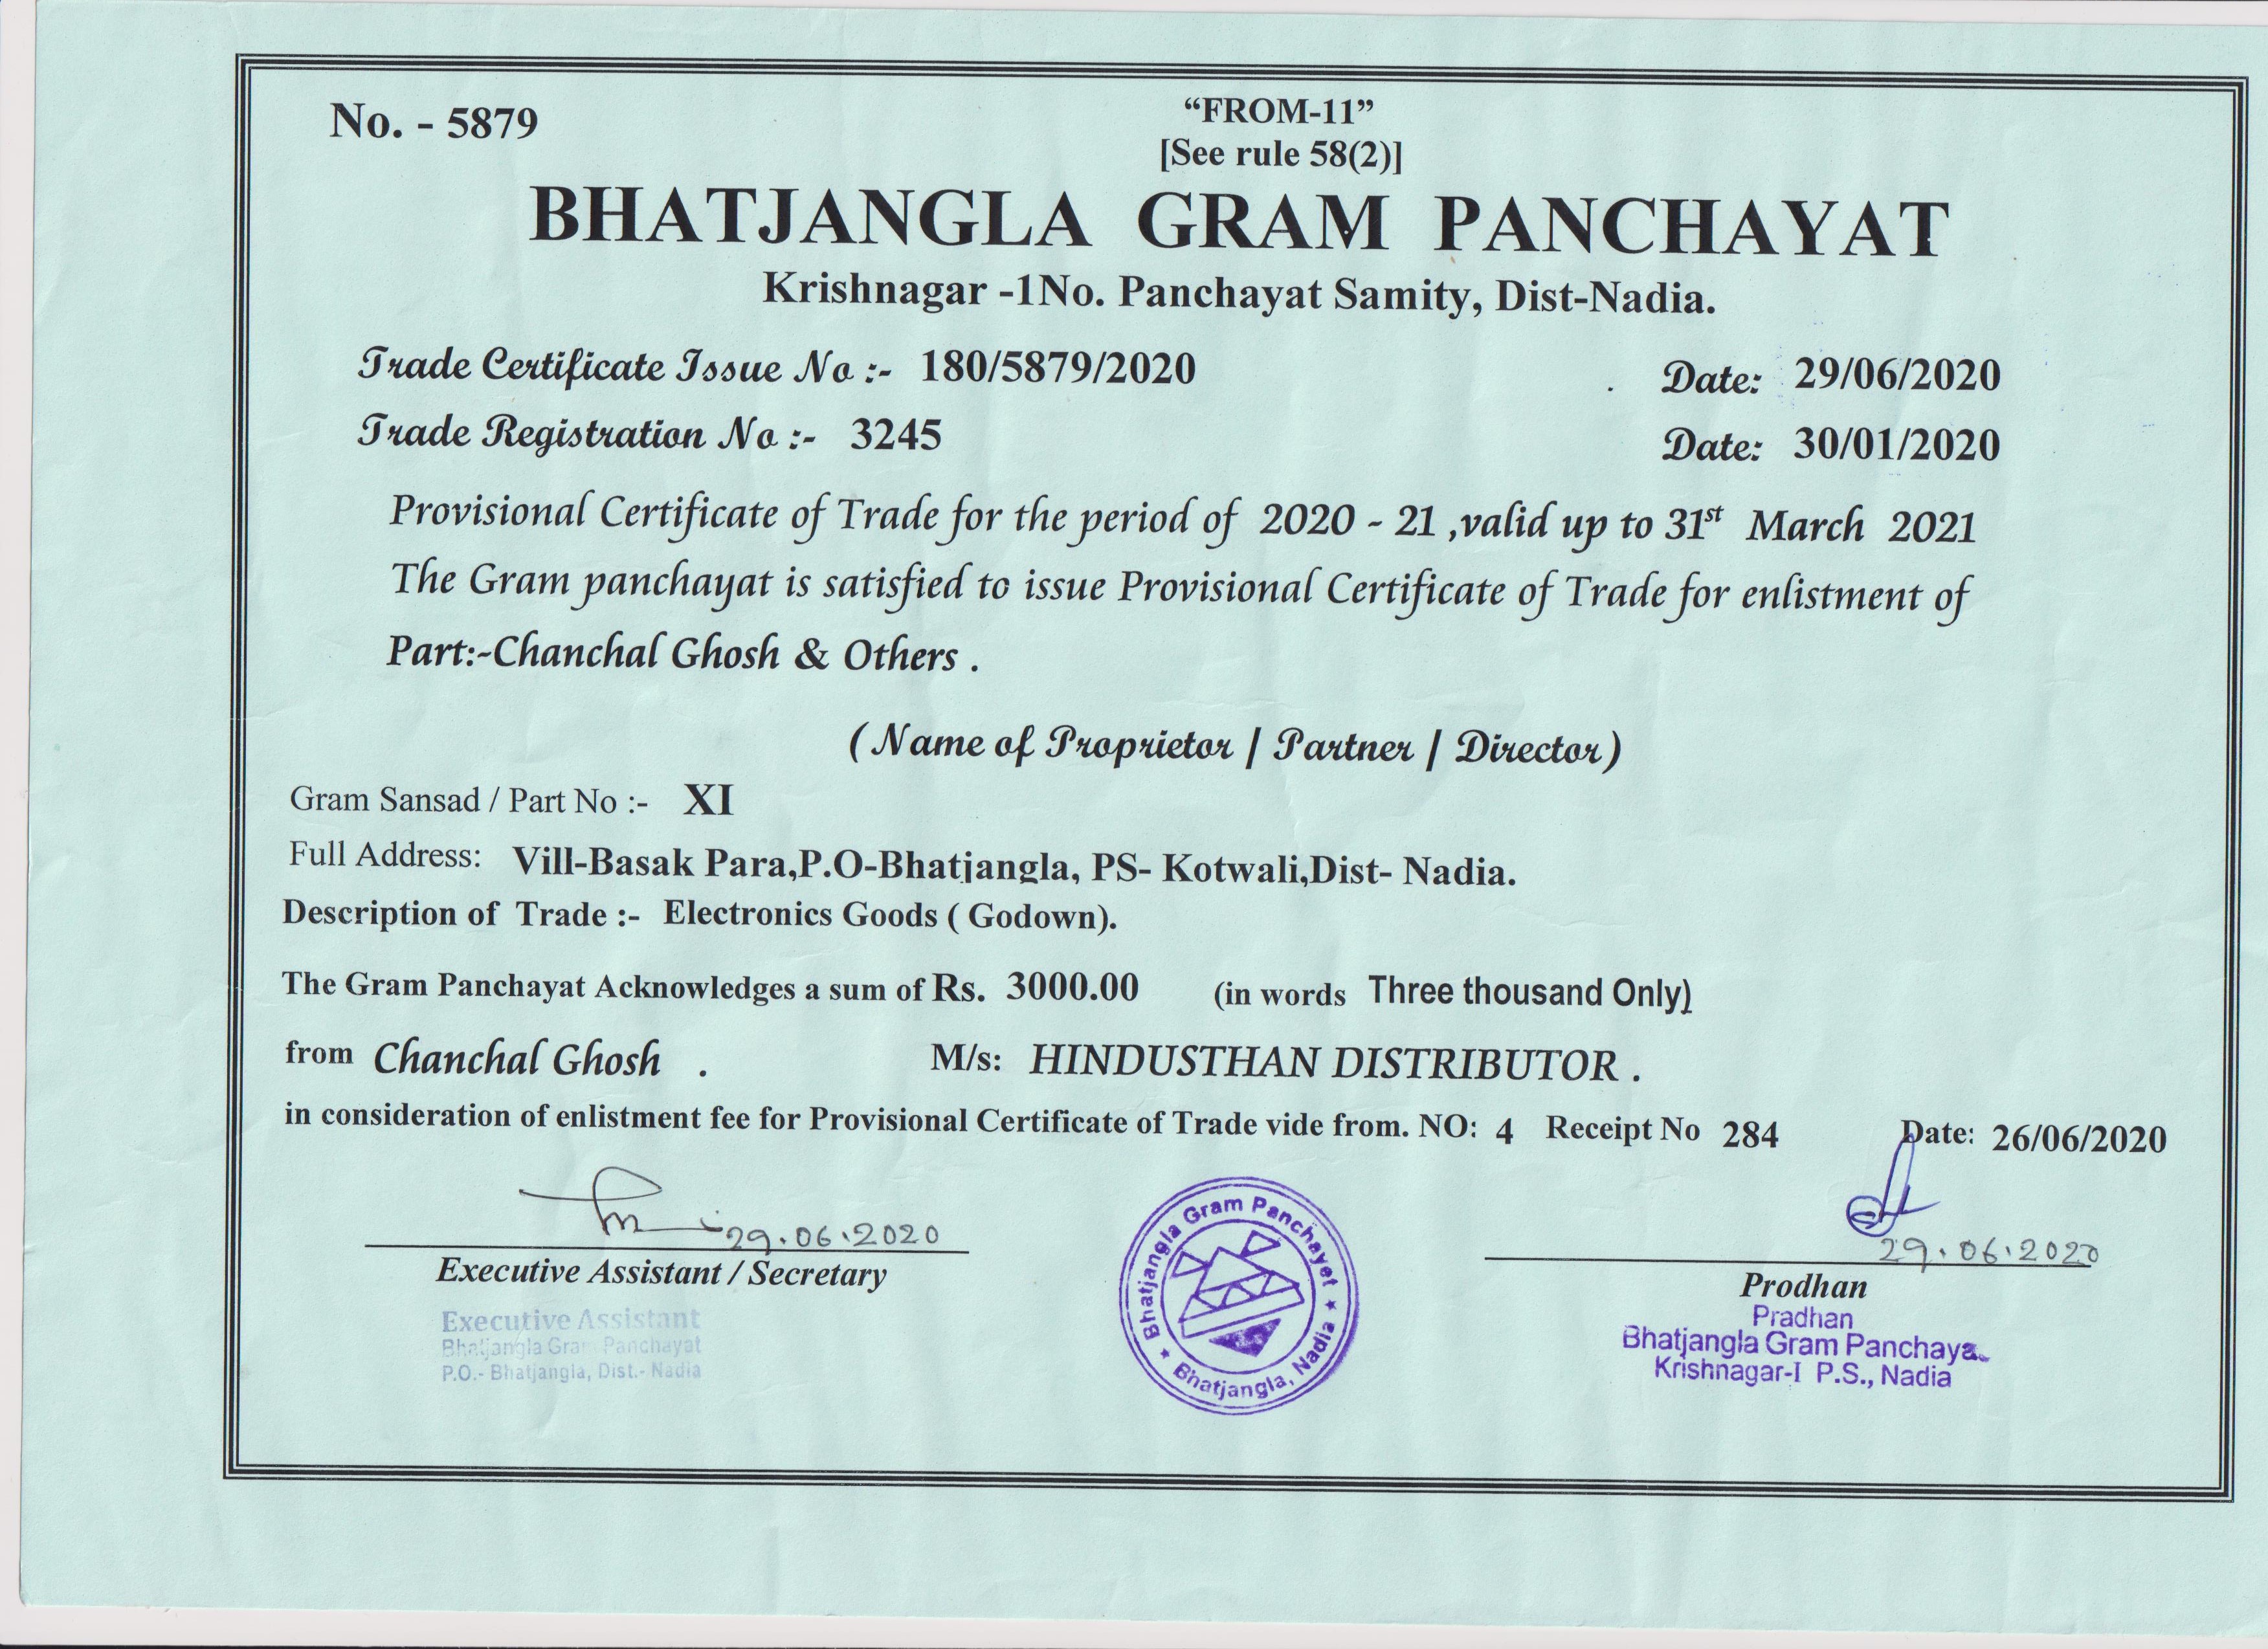 No. - 5879
“FROM-11”
[See rule 58(2)]
BHATJANGLA GRAM PANCHAYAT
Krishnagar -1No. Panchayat Samity, Dist-Nadia.
Trade Certificate Issue No :- 180/5879/2020 Date: 29/06/2020
Trade Registration No :- 3245 Date: 30/01/2020
Provisional Certificate of Trade for the period of 2020 - 21 ,valid up to 31st March 2021
The Gram panchayat is satisfied to issue Provisional Certificate of Trade for enlistment of
Part:-Chanchal Ghosh & Others .
( Name of Proprietor / Partner / Director )
Gram Sansad / Part No :- XI
Full Address: Vill-Basak Para,P.O-Bhatjangla, PS- Kotwali,Dist- Nadia.
Description of Trade :- Electronics Goods ( Godown).
The Gram Panchayat Acknowledges a sum of Rs. 3000.00 (in words Three thousand Only)
from Chanchal Ghosh . M/s: HINDUSTHAN DISTRIBUTOR .
in consideration of enlistment fee for Provisional Certificate of Trade vide from. NO: 4 Receipt No 284 Date: 26/06/2020
29.06.2020
29.06.2020
Executive Assistant / Secretary
Executive Assistant
Bhatjangla Gram Panchayat
P.O.- Bhatjangla, Dist.- Nadia
Bhatjangla Gram Panchayet
Bhatjangla, Nadia
Prodhan
Pradhan
Bhatjangla Gram Panchaya
Krishnagar-I P.S., Nadia